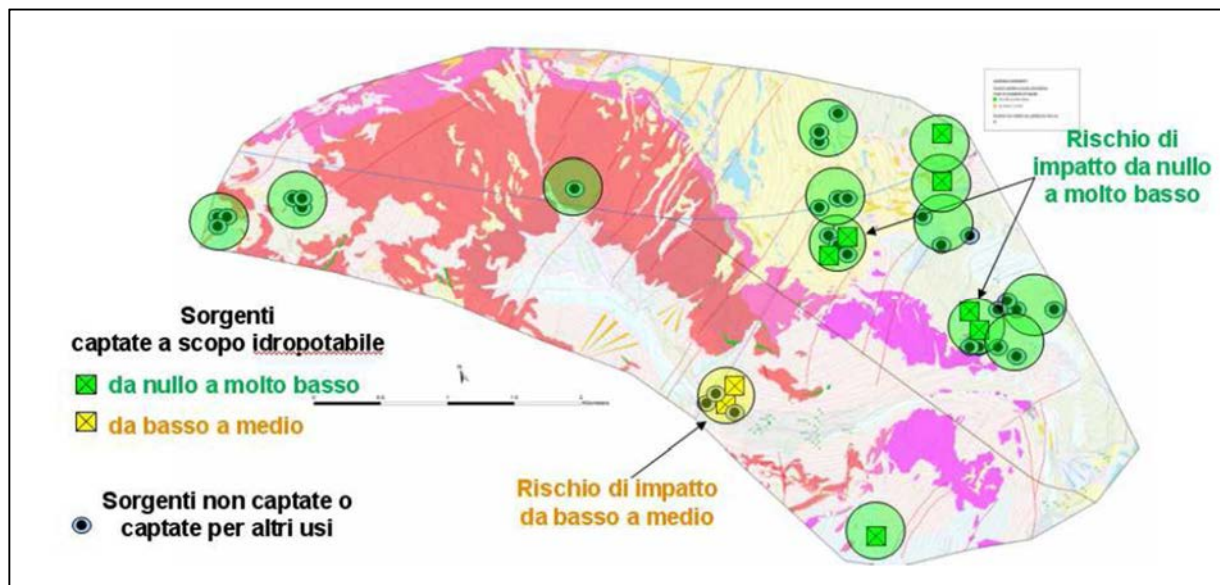 Rischio di
impatto da nullo
a molto basso
Sorgenti
captate a scopo idropotabile
da nullo a molto basso
da basso a medio
Rischio di impatto
da basso a medio
Sorgenti non captate o
captate per altri usi